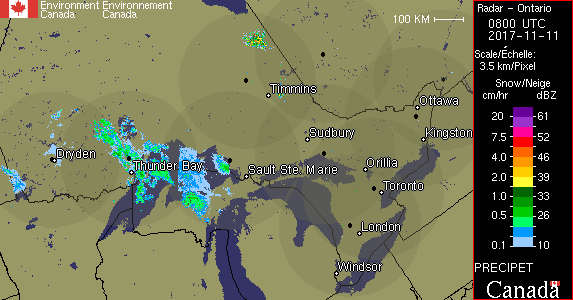 Environment Environnement
Canada Canada
100 KM
Timmins
Ottawa
Sudbury
Kingston
Dryden
Thunder Bay
Sault Ste. Marie
Orillia
Toronto
London
Windsor
Radar - Ontario
0800 UTC
2017-11-11
Scale/Échelle:
3.5 km/Pixel
Snow/Neige
cm/hr dBZ
20 61
7.5 52
4.0 46
2.0 39
1.0 33
0.5 26
0.1 10
PRECIPET
Canada